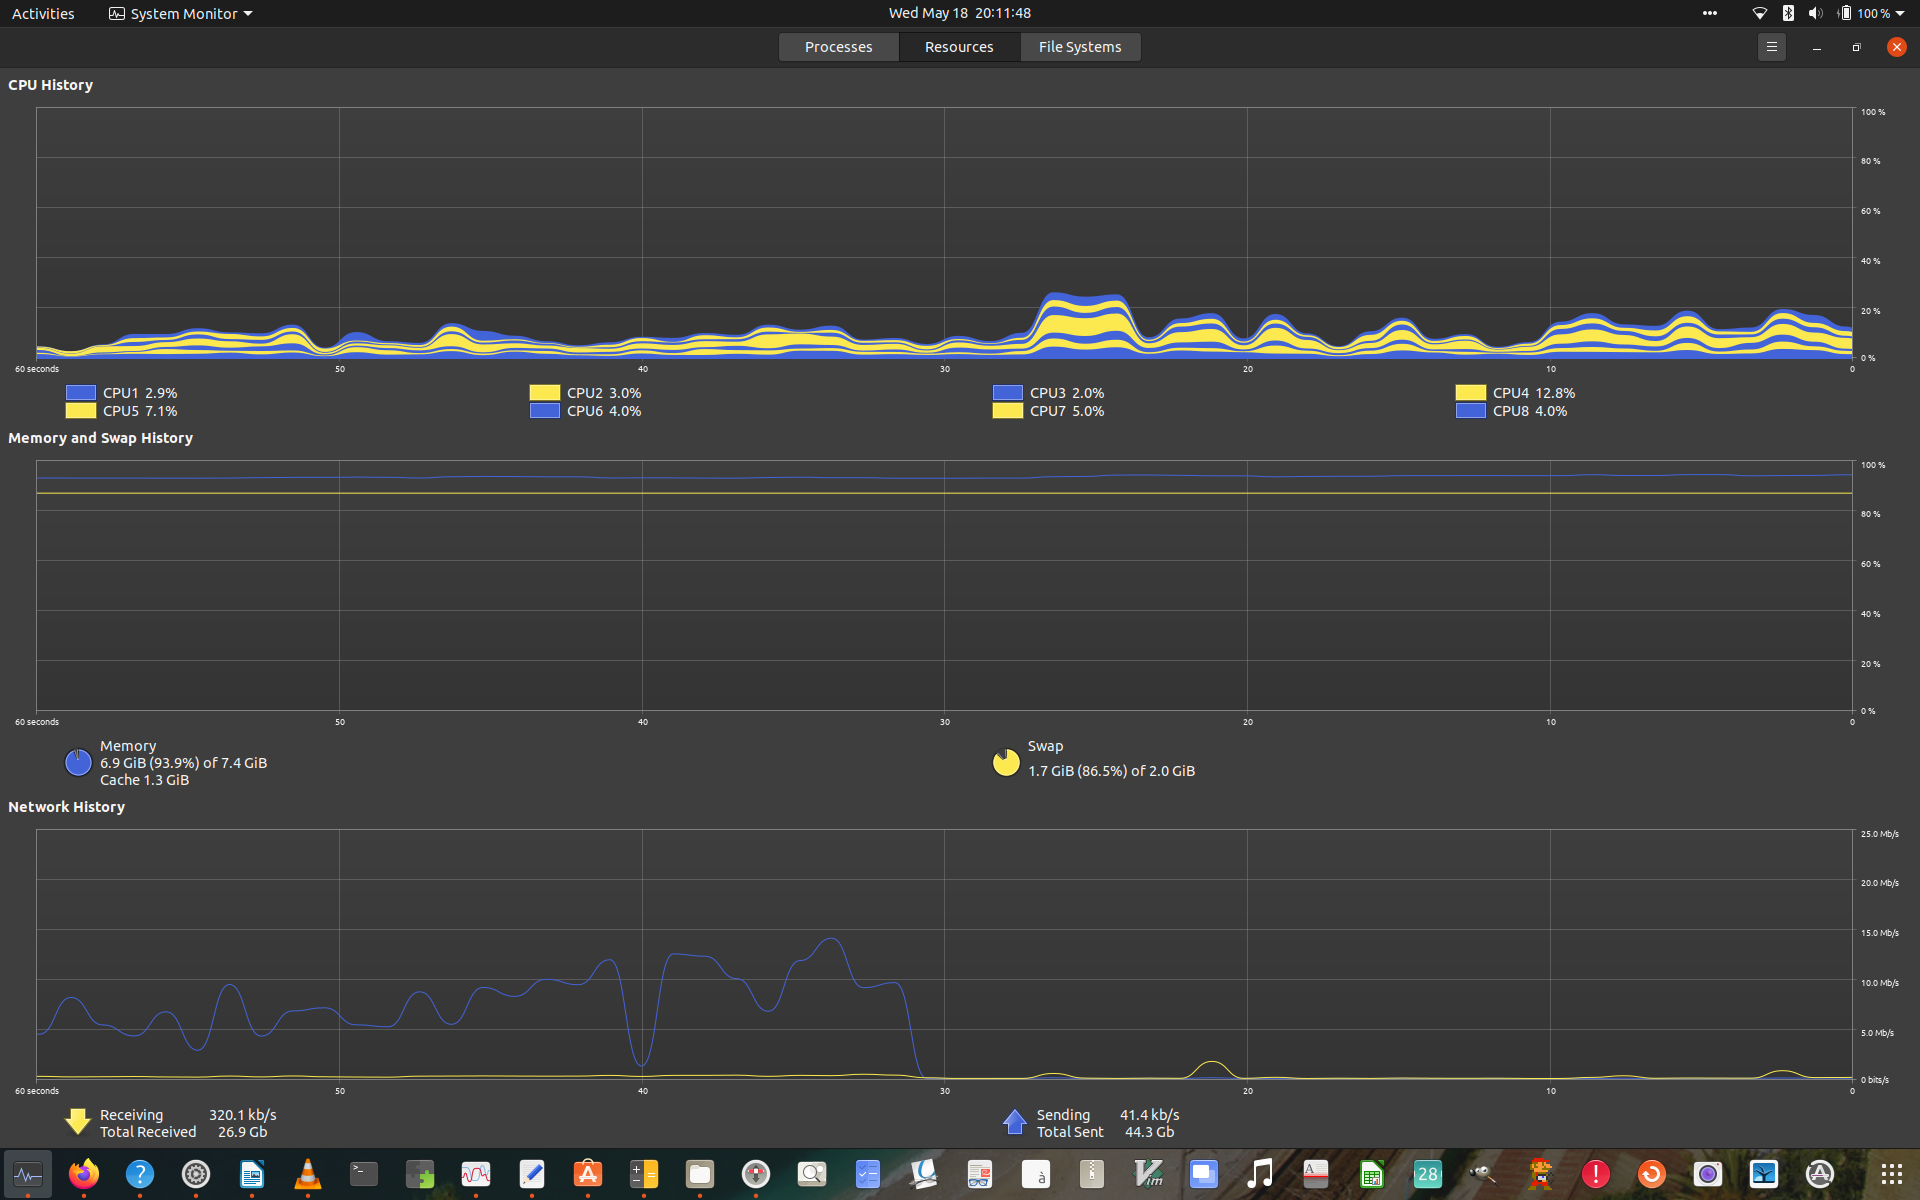 Activities System Monitor Wed May 18 20:11:48 100 %
Processes Resources File Systems
CPU History
100 %
80 %
60 %
40 %
20 %
0 %
60 seconds 50 40 30 20 10 0
CPU1 2.9% CPU2 3.0% CPU3 2.0% CPU4 12.8%
CPU5 7.1% CPU6 4.0% CPU7 5.0% CPU8 4.0%
Memory and Swap History
100 %
80 %
60 %
40 %
20 %
0 %
60 seconds 50 40 30 20 10 0
Memory
6.9 GiB (93.9%) of 7.4 GiB
Cache 1.3 GiB
Swap
1.7 GiB (86.5%) of 2.0 GiB
Network History
25.0 Mb/s
20.0 Mb/s
15.0 Mb/s
10.0 Mb/s
5.0 Mb/s
0 bits/s
60 seconds 50 40 30 20 10 0
Receiving 320.1 kb/s
Total Received 26.9 Gb
Sending 41.4 kb/s
Total Sent 44.3 Gb
? >_ à Vim A 28 !